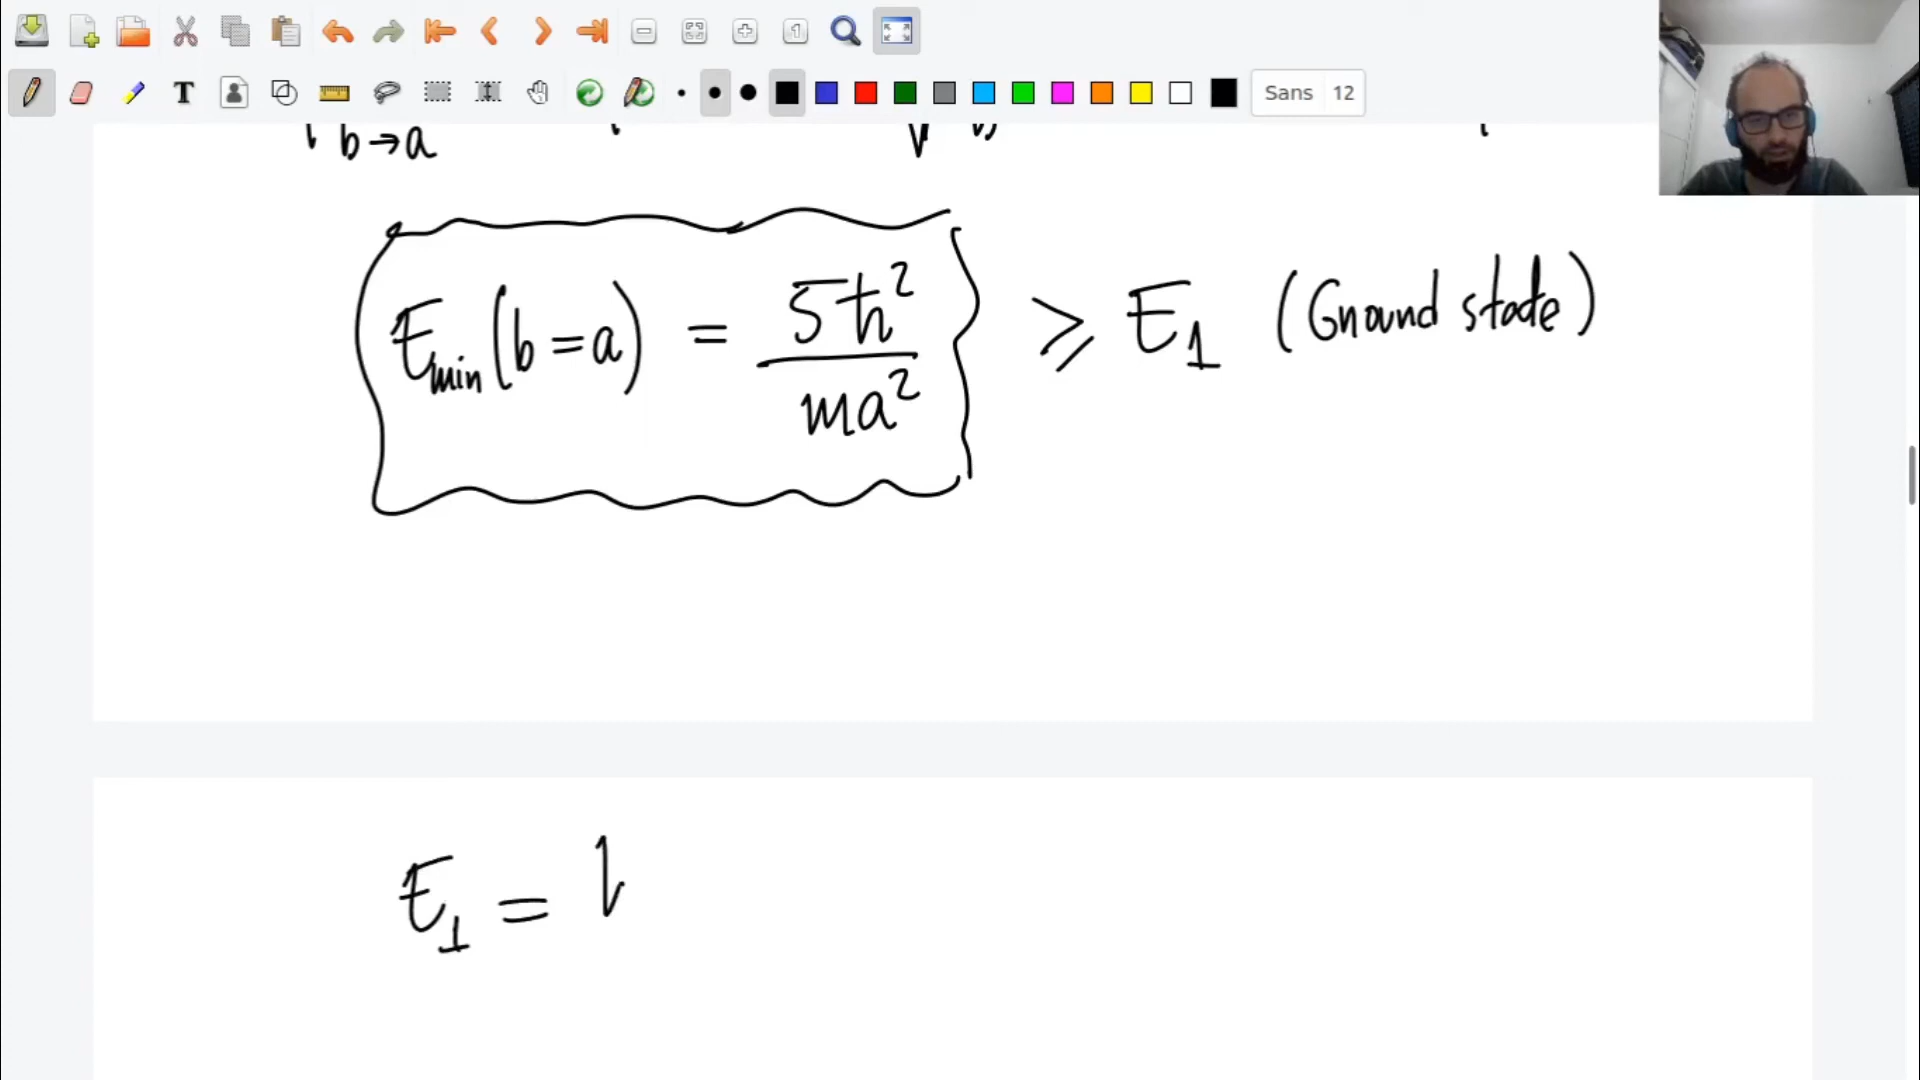 Sans 12
b→a
E_min(b=a) = 5ħ²/ma² ⩾ E_1 (Ground state)
E_1 =